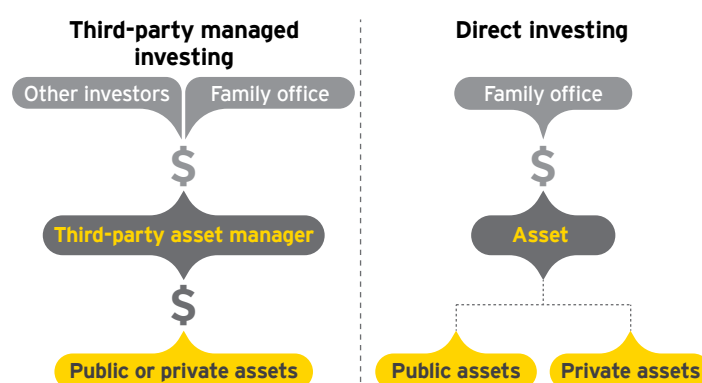 Third-party managed
investing
Other investors
Family office
$
Third-party asset manager
$
Public or private assets
Direct investing
Family office
$
Asset
Public assets
Private assets